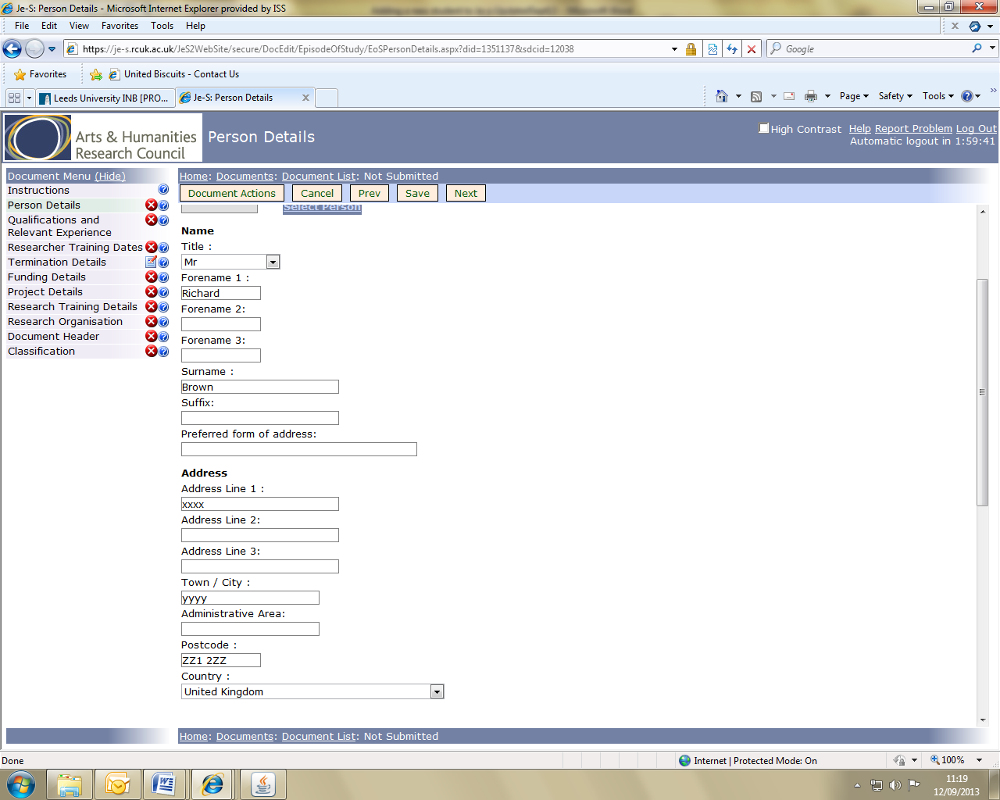 Je-S: Person Details - Microsoft Internet Explorer provided by ISS
File Edit View Favorites Tools Help
https://je-s.rcuk.ac.uk/JeS2WebSite/secure/DocEdit/EpisodeOfStudy/EoSPersonDetails.aspx?did=1351137&sdcid=12038
Google
Favorites
United Biscuits - Contact Us
Leeds University INB [PRO...
Je-S: Person Details
Page
Safety
Tools
Arts & Humanities
Research Council
Person Details
High Contrast Help Report Problem Log Out
Automatic logout in 1:59:41
Document Menu (Hide)
Instructions
Person Details
Qualifications and
Relevant Experience
Researcher Training Dates
Termination Details
Funding Details
Project Details
Research Training Details
Research Organisation
Document Header
Classification
Home: Documents: Document List: Not Submitted
Document Actions Cancel Prev Save Next
Select Person
Name
Title :
Mr
Forename 1 :
Richard
Forename 2:
Forename 3:
Surname :
Brown
Suffix:
Preferred form of address:
Address
Address Line 1 :
xxxx
Address Line 2:
Address Line 3:
Town / City :
yyyy
Administrative Area:
Postcode :
ZZ1 2ZZ
Country :
United Kingdom
Home: Documents: Document List: Not Submitted
Done
Internet | Protected Mode: On
100%
11:19
12/09/2013